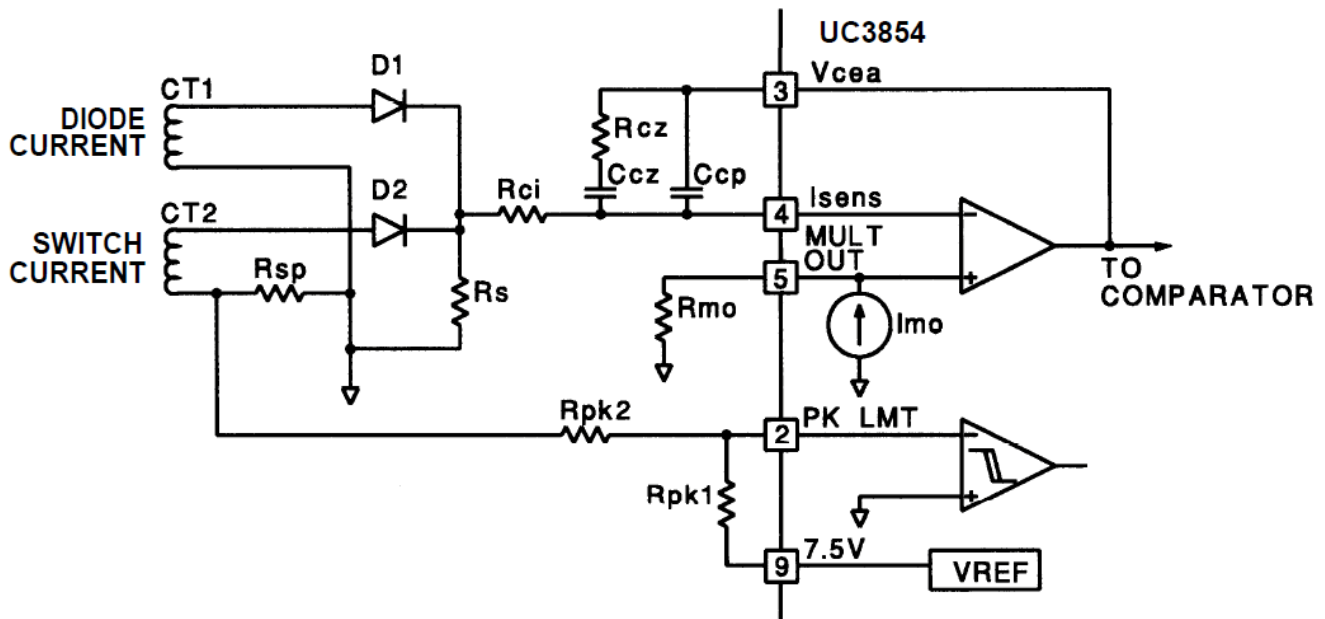 UC3854
Vcea
3
CT1
D1
DIODE
CURRENT
Rcz
Ccz
Ccp
D2
Rci
4
Isens
CT2
SWITCH
CURRENT
Rsp
Rs
MULT
OUT
5
Rmo
Imo
TO
COMPARATOR
Rpk2
2
PK LMT
Rpk1
7.5V
9
VREF
−
+
−
+